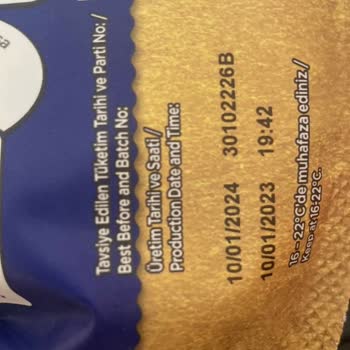 Tavsiye Edilen Tüketim Tarihi ve Parti No: /
Best Before and Batch No:
Üretim Tarihi ve Saati /
Production Date and Time:
10/01/2024 30102226B
10/01/2023 19:42
16 – 22°C'de muhafaza ediniz/
Keep at 16-22°C.